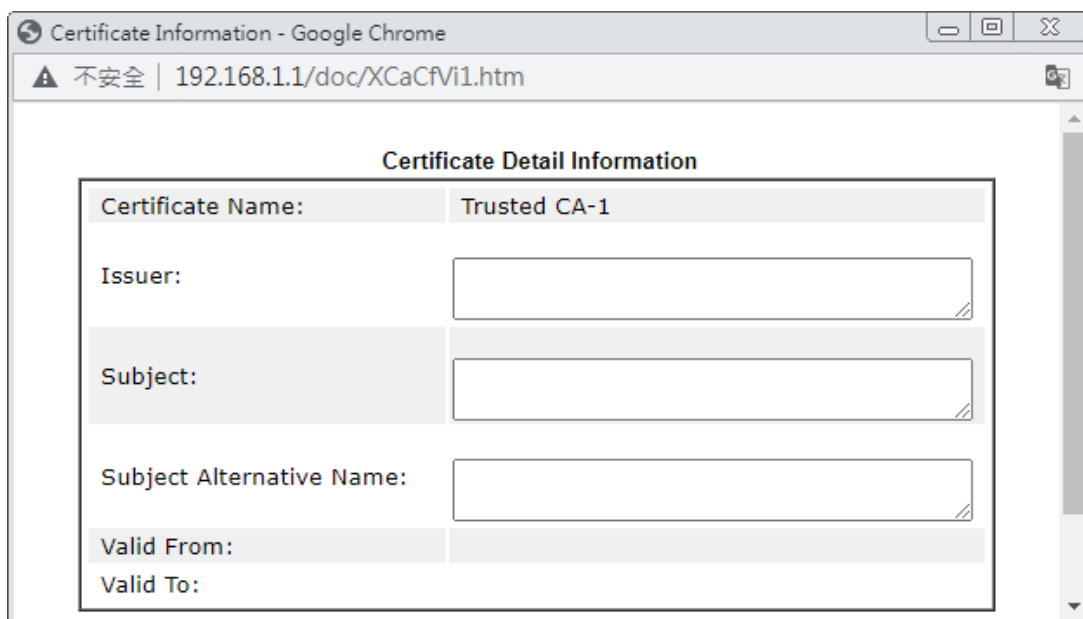 Certificate Information - Google Chrome
不安全 | 192.168.1.1/doc/XCaCfVi1.htm
Certificate Detail Information
Certificate Name: Trusted CA-1
Issuer:
Subject:
Subject Alternative Name:
Valid From:
Valid To: